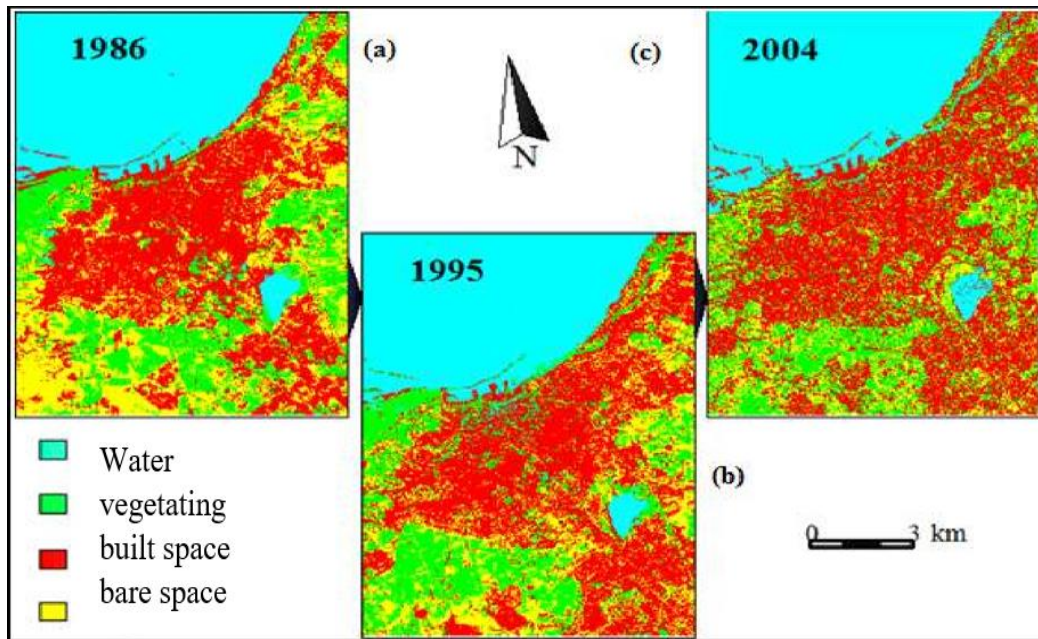 1986
(a)
(c)
2004
N
1995
Water
vegetating
built space
bare space
(b)
0 3 km